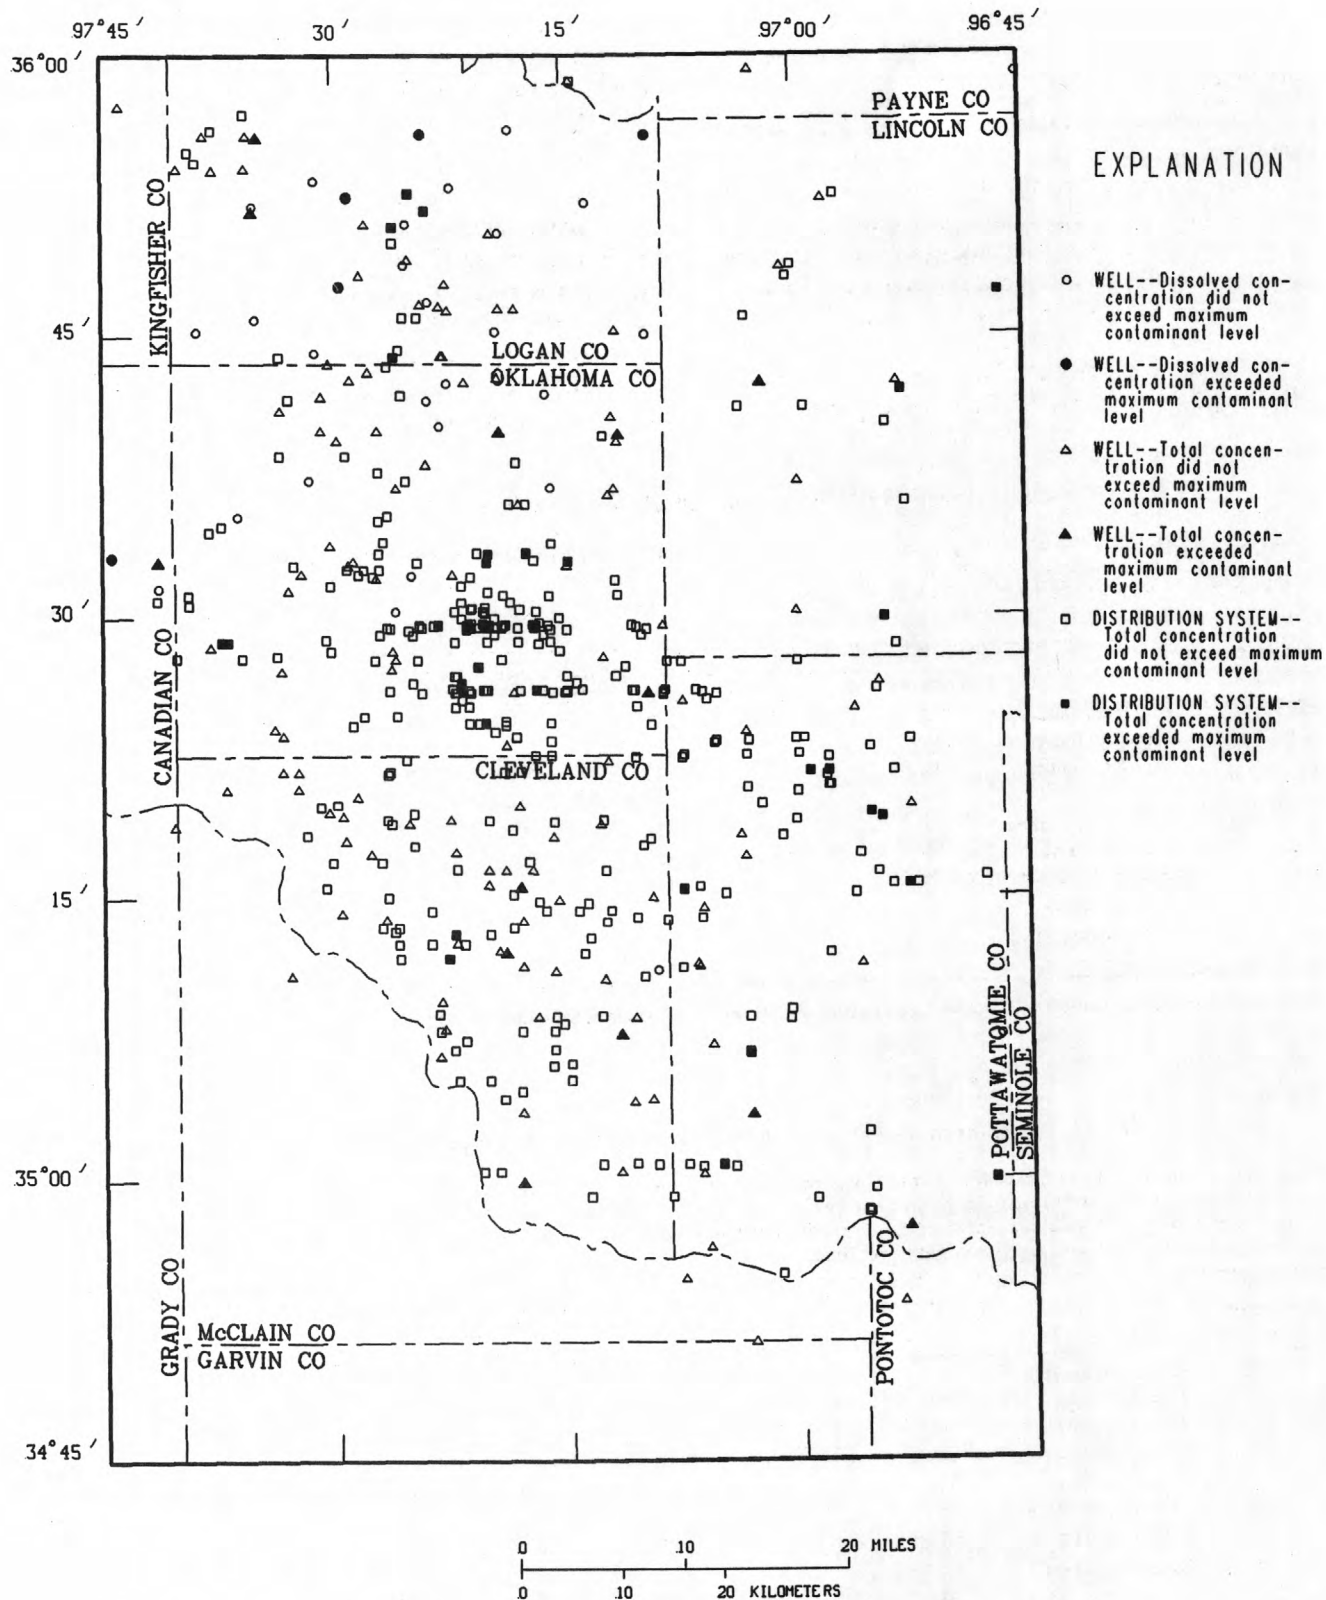 97°45′ 30′ 15′ 97°00′ 96°45′
36°00′
PAYNE CO
LINCOLN CO
EXPLANATION
KINGFISHER CO
WELL--Dissolved con-
centration did not
exceed maximum
contaminant level
45′
LOGAN CO
OKLAHOMA CO
WELL--Dissolved con-
centration exceeded
maximum contaminant
level
WELL--Total concen-
tration did not
exceed maximum
contaminant level
WELL--Total concen-
tration exceeded
maximum contaminant
level
30′
CANADIAN CO
DISTRIBUTION SYSTEM--
Total concentration
did not exceed maximum
contaminant level
DISTRIBUTION SYSTEM--
Total concentration
exceeded maximum
contaminant level
CLEVELAND CO
15′
POTTAWATOMIE CO
SEMINOLE CO
35°00′
GRADY CO
McCLAIN CO
GARVIN CO
PONTOTOC CO
34°45′
0 10 20 MILES
0 10 20 KILOMETERS